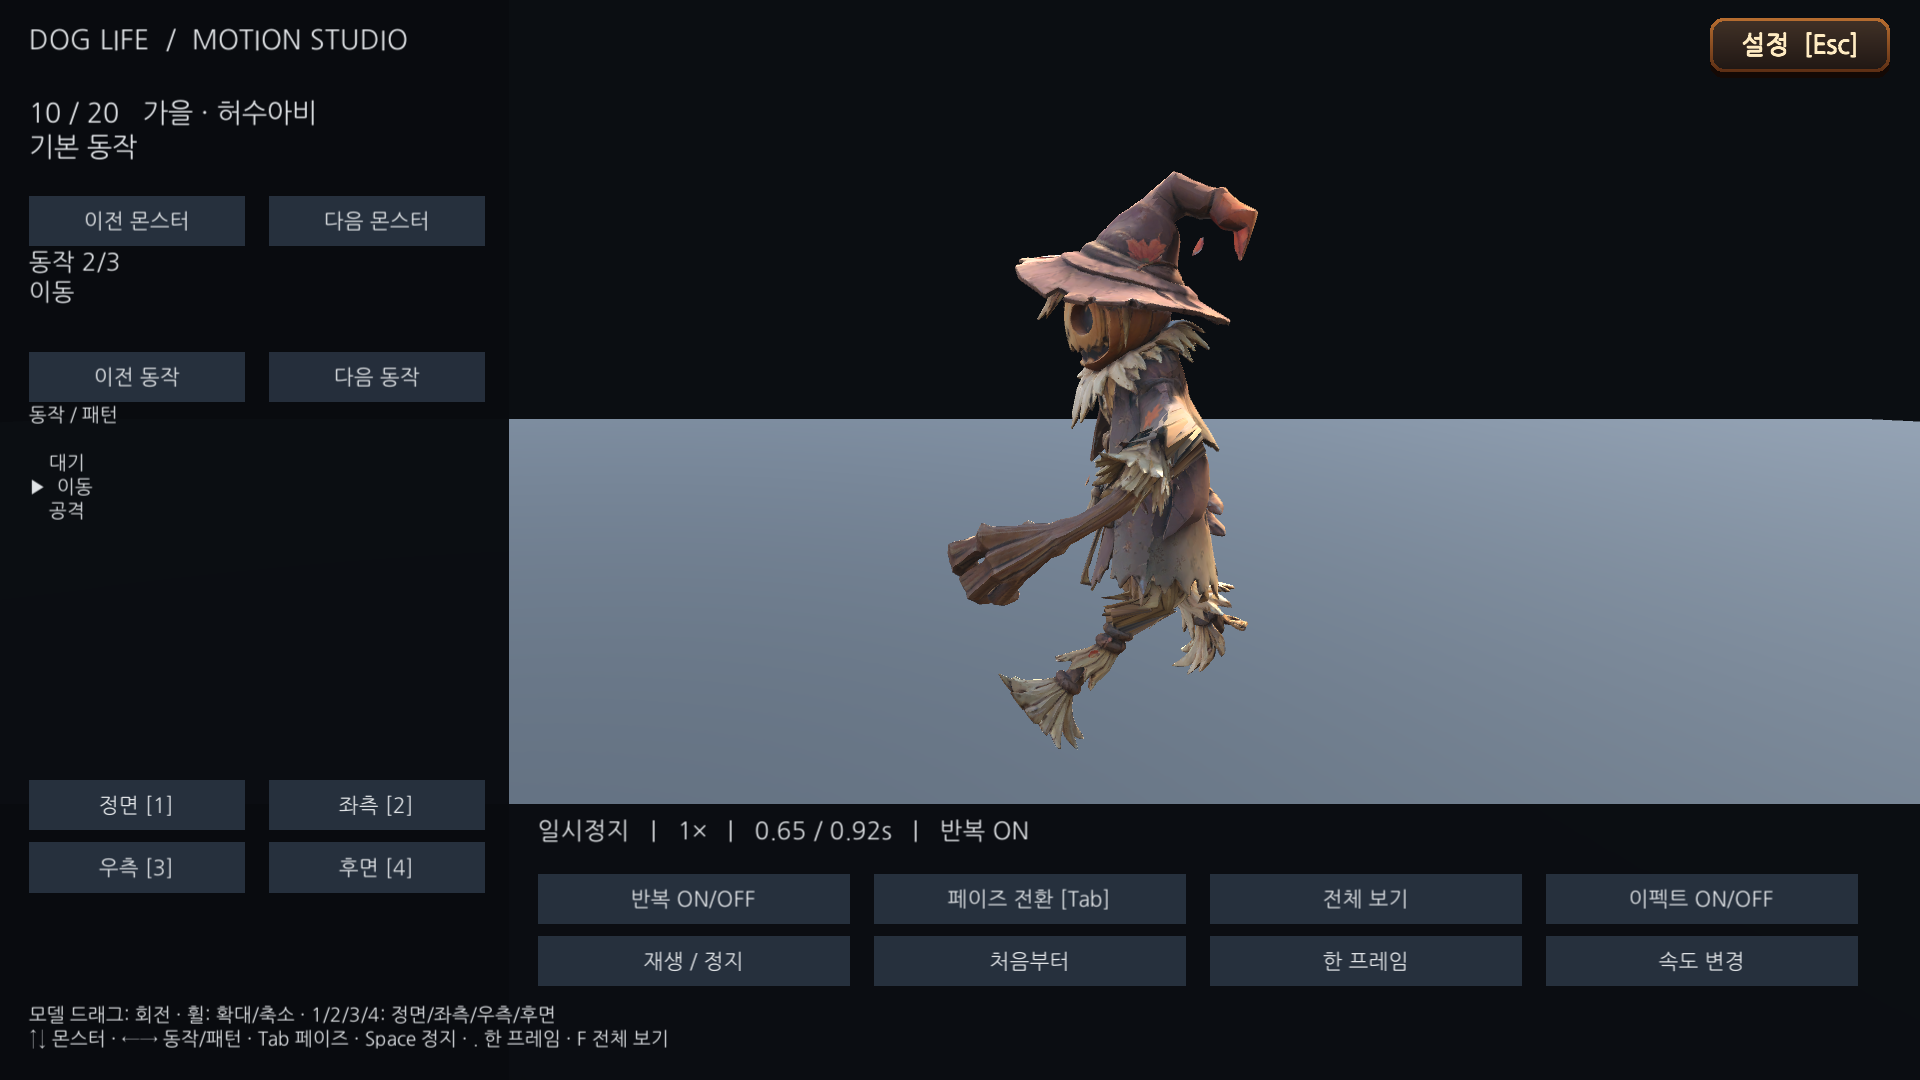 DOG LIFE / MOTION STUDIO
설정 [Esc]
10 / 20 가을 · 허수아비
기본 동작
이전 몬스터
다음 몬스터
동작 2/3
이동
이전 동작
다음 동작
동작 / 패턴
대기
▶ 이동
공격
정면 [1]
좌측 [2]
우측 [3]
후면 [4]
일시정지 | 1× | 0.65 / 0.92s | 반복 ON
반복 ON/OFF
페이즈 전환 [Tab]
전체 보기
이펙트 ON/OFF
재생 / 정지
처음부터
한 프레임
속도 변경
모델 드래그: 회전 · 휠: 확대/축소 · 1/2/3/4: 정면/좌측/우측/후면
↑↓ 몬스터 · ←→ 동작/패턴 · Tab 페이즈 · Space 정지 · . 한 프레임 · F 전체 보기